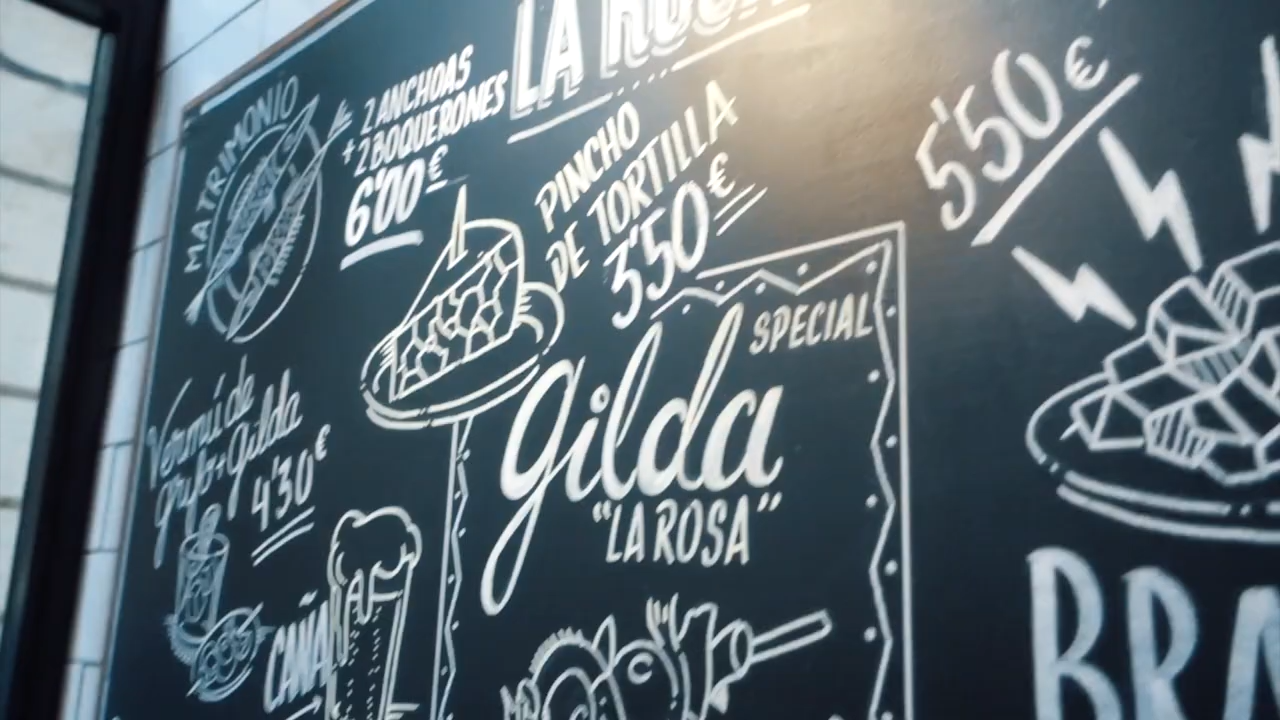 LA ROSA
MATRIMONIO
2 ANCHOAS
+ 2 BOQUERONES
6'00€
PINCHO
DE TORTILLA
3'50€
5'50€
SPECIAL
Gilda
"LA ROSA"
Vermú de
grifo + Gilda
4'30€
CAÑA